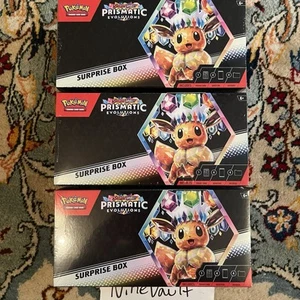 Pokémon
PRISMATIC
EVOLUTIONS
SURPRISE BOX
Pokémon
PRISMATIC
EVOLUTIONS
SURPRISE BOX
Pokémon
PRISMATIC
EVOLUTIONS
SURPRISE BOX
NineVault